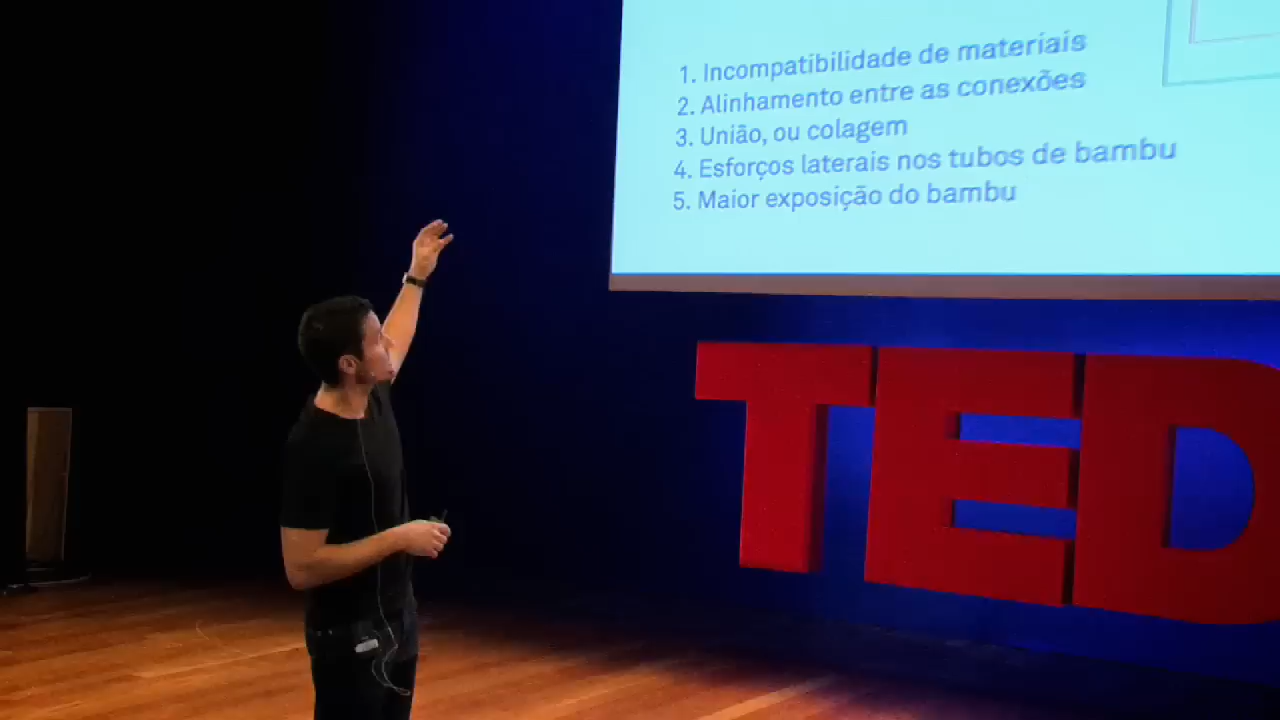 1. Incompatibilidade de materiais
2. Alinhamento entre as conexões
3. União, ou colagem
4. Esforços laterais nos tubos de bambu
5. Maior exposição do bambu
TED